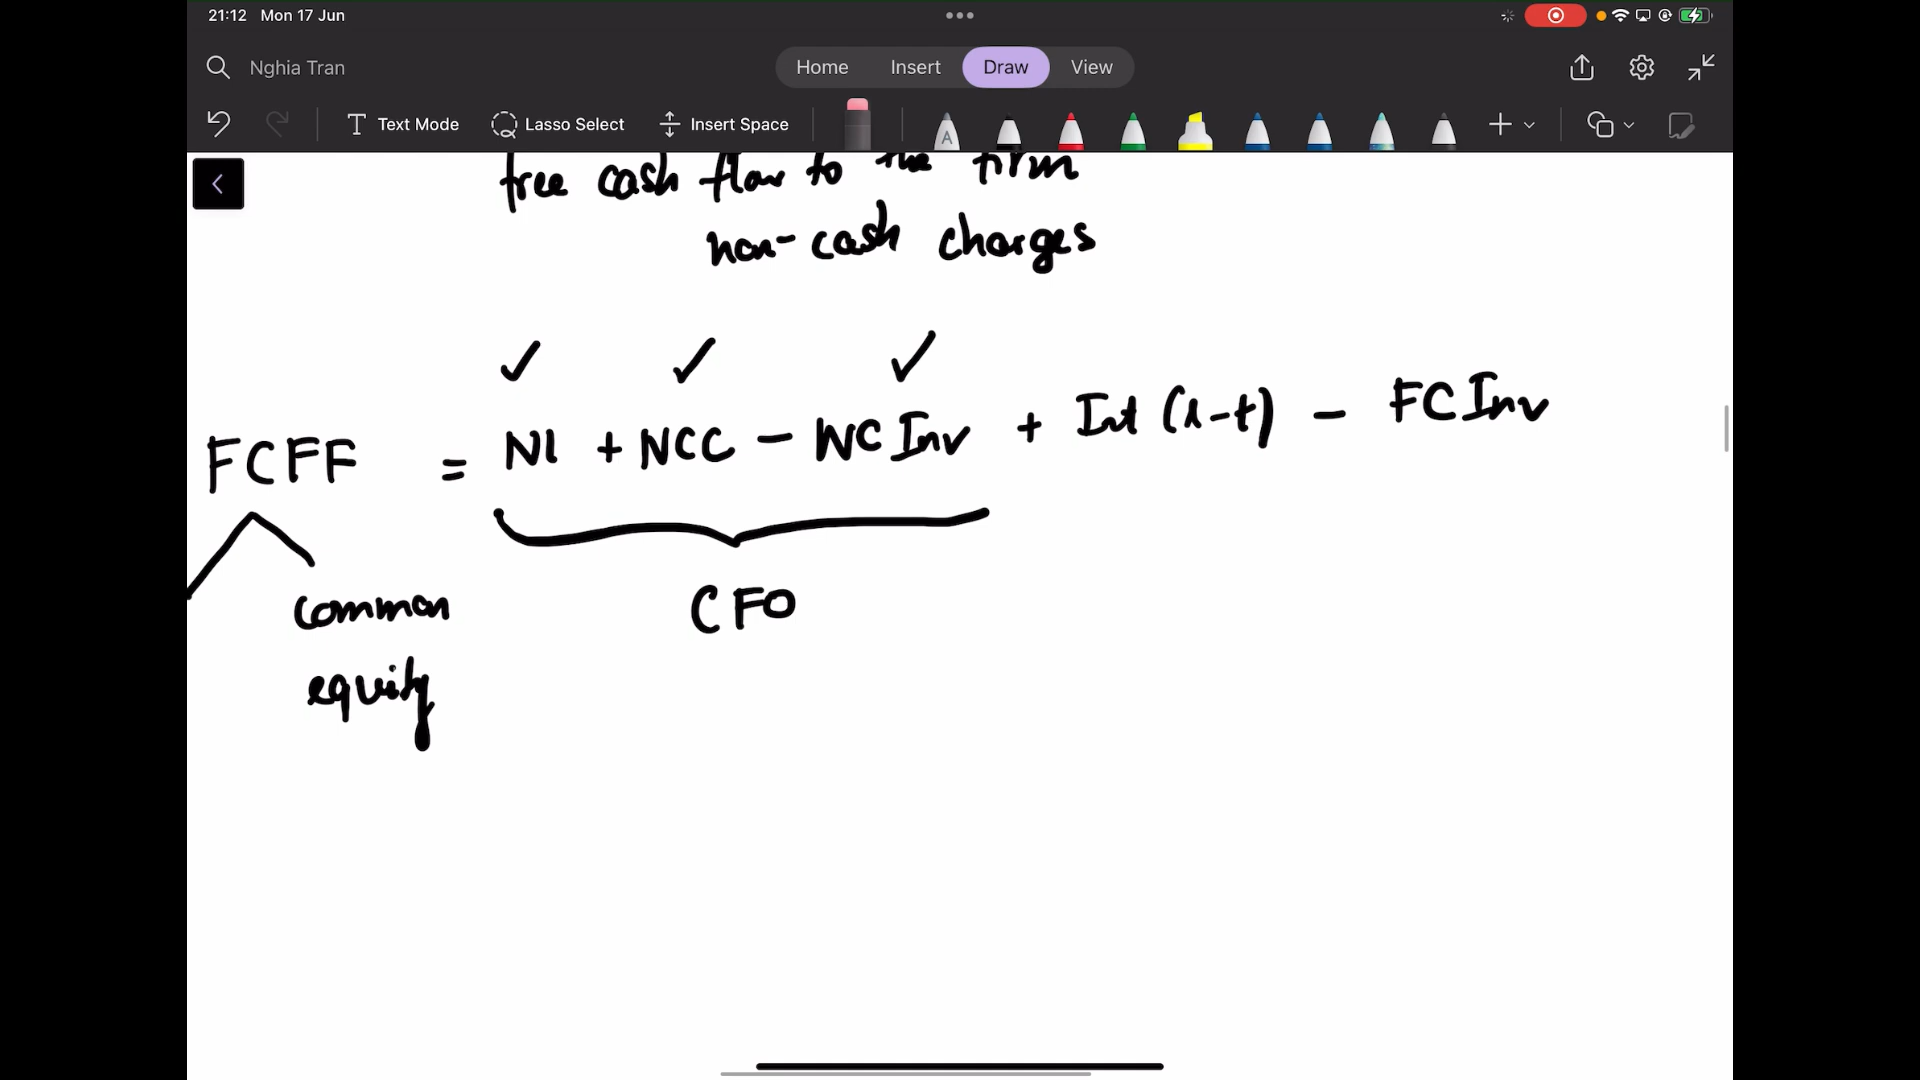 21:12 Mon 17 Jun
Nghia Tran Home Insert Draw View
Text Mode Lasso Select Insert Space A
free cash flow to the firm
non-cash charges
FCFF = NI + NCC - WC Inv + Int (1-t) - FC Inv
common
equity
CFO